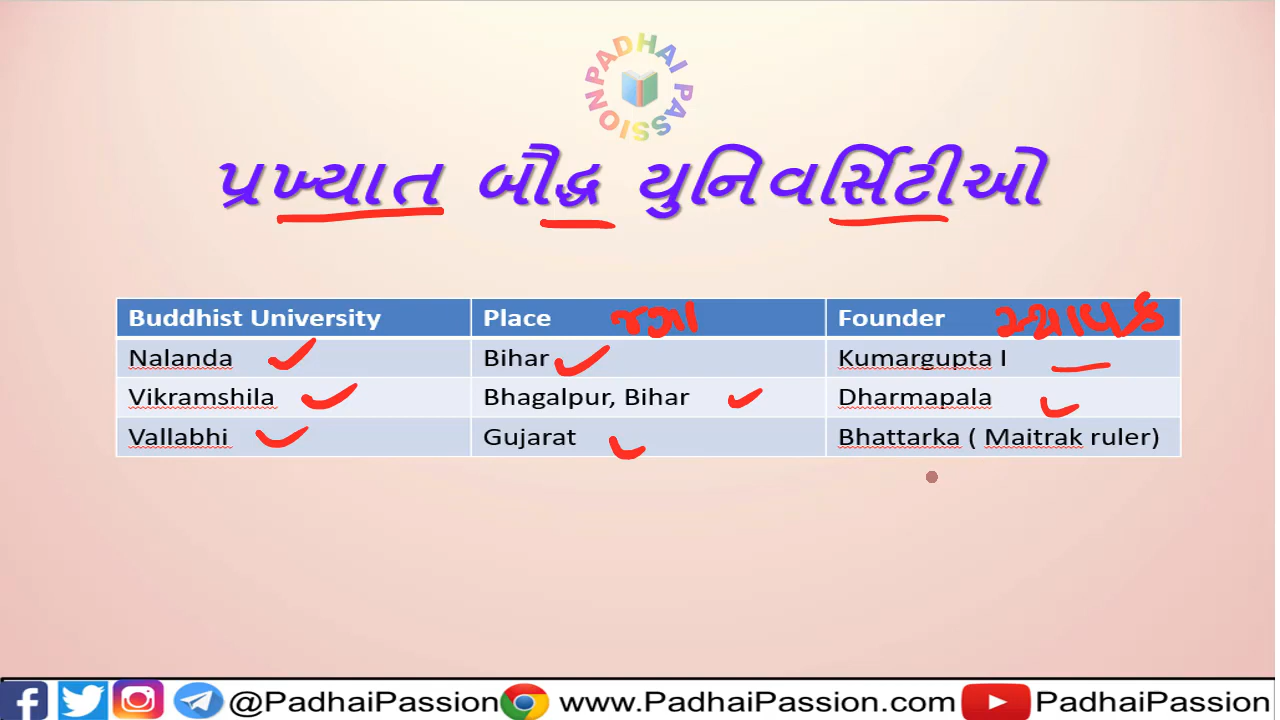 PADHAI PASSION
પ્રખ્યાત બૌદ્ધ યુનિવર્સિટીઓ
Buddhist University Place જગ્યા Founder સ્થાપક
Nalanda Bihar Kumargupta I
Vikramshila Bhagalpur, Bihar Dharmapala
Vallabhi Gujarat Bhattarka ( Maitrak ruler)
@PadhaiPassion www.PadhaiPassion.com PadhaiPassion